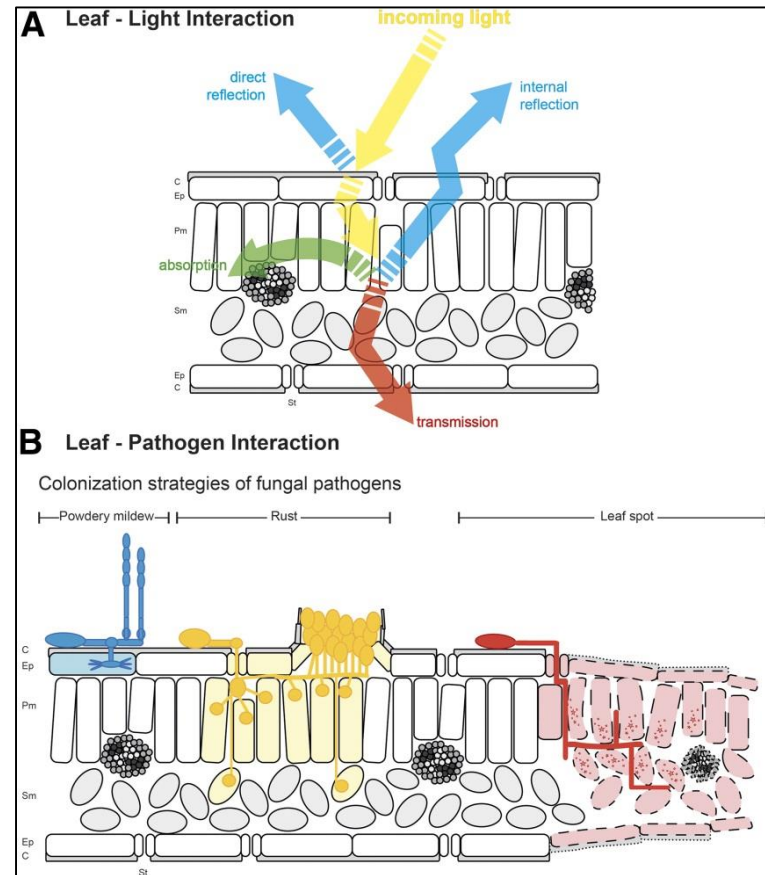 A Leaf - Light Interaction
incoming light
direct
reflection
internal
reflection
C
Ep
Pm
absorption
Sm
Ep
C
St
transmission
B Leaf - Pathogen Interaction
Colonization strategies of fungal pathogens
Powdery mildew
Rust
Leaf spot
C
Ep
Pm
Sm
Ep
C
St